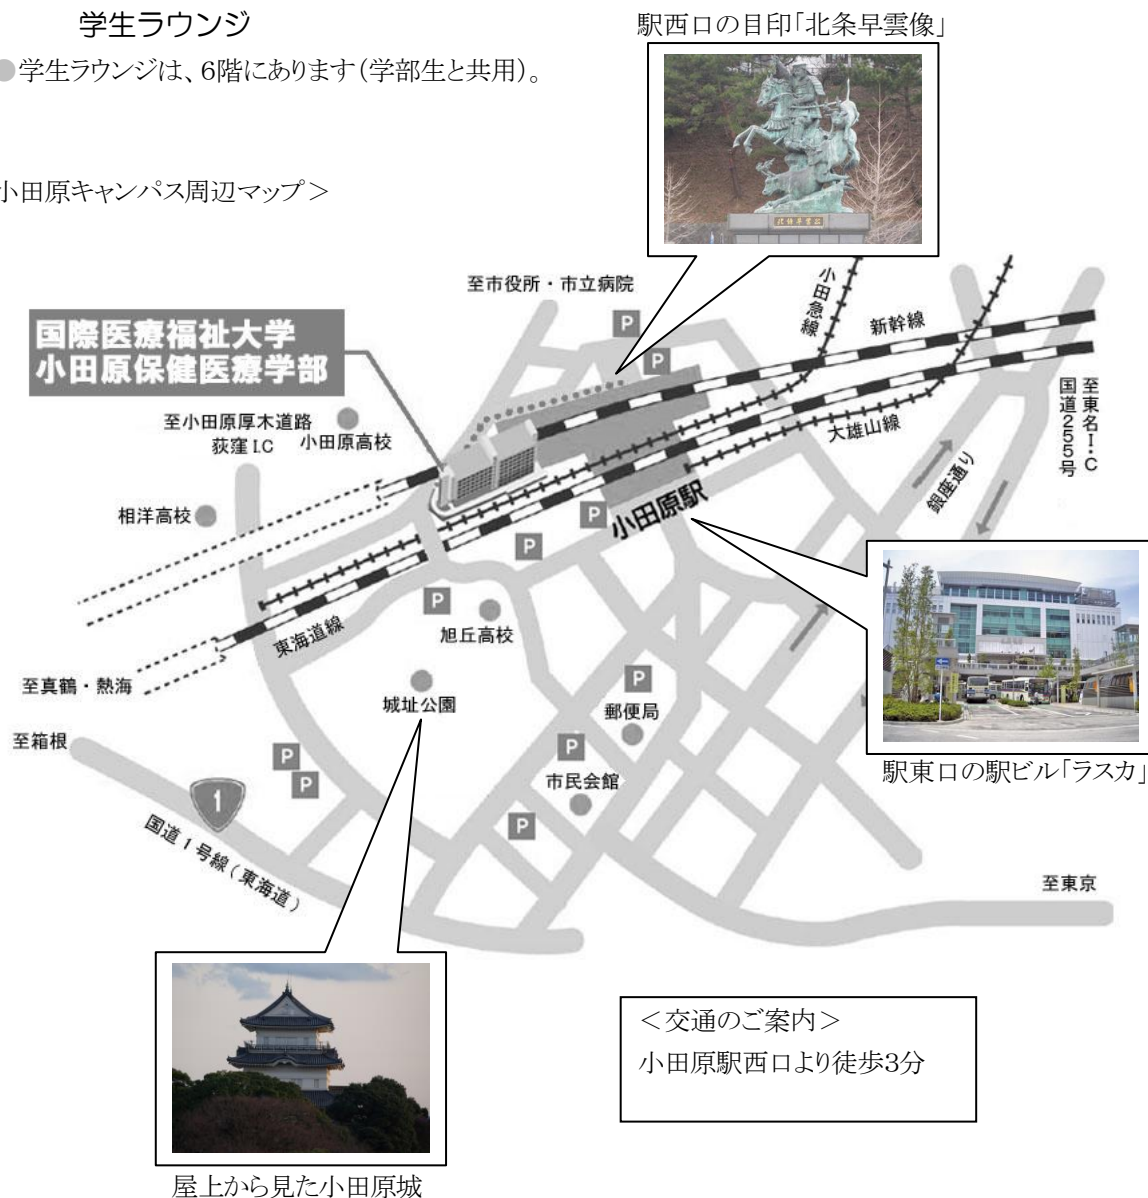 学生ラウンジ
●学生ラウンジは、6階にあります(学部生と共用)。
小田原キャンパス周辺マップ>
駅西口の目印「北条早雲像」
北條早雲公
至市役所・市立病院
小田急線
新幹線
国際医療福祉大学
小田原保健医療学部
P
P
至東名I・C
国道255号
至小田原厚木道路
荻窪I.C
小田原高校
大雄山線
銀座通り
相洋高校
小田原駅
P
P
P
旭丘高校
東海道線
至真鶴・熱海
城址公園
P
郵便局
至箱根
P
P
P
市民会館
P
1
国道1号線(東海道)
駅東口の駅ビル「ラスカ」
至東京
<交通のご案内>
小田原駅西口より徒歩3分
屋上から見た小田原城